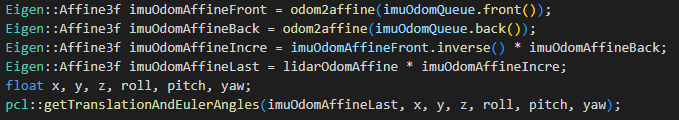 Eigen::Affine3f imuOdomAffineFront = odom2affine(imuOdomQueue.front());
Eigen::Affine3f imuOdomAffineBack = odom2affine(imuOdomQueue.back());
Eigen::Affine3f imuOdomAffineIncre = imuOdomAffineFront.inverse() * imuOdomAffineBack;
Eigen::Affine3f imuOdomAffineLast = lidarOdomAffine * imuOdomAffineIncre;
float x, y, z, roll, pitch, yaw;
pcl::getTranslationAndEulerAngles(imuOdomAffineLast, x, y, z, roll, pitch, yaw);